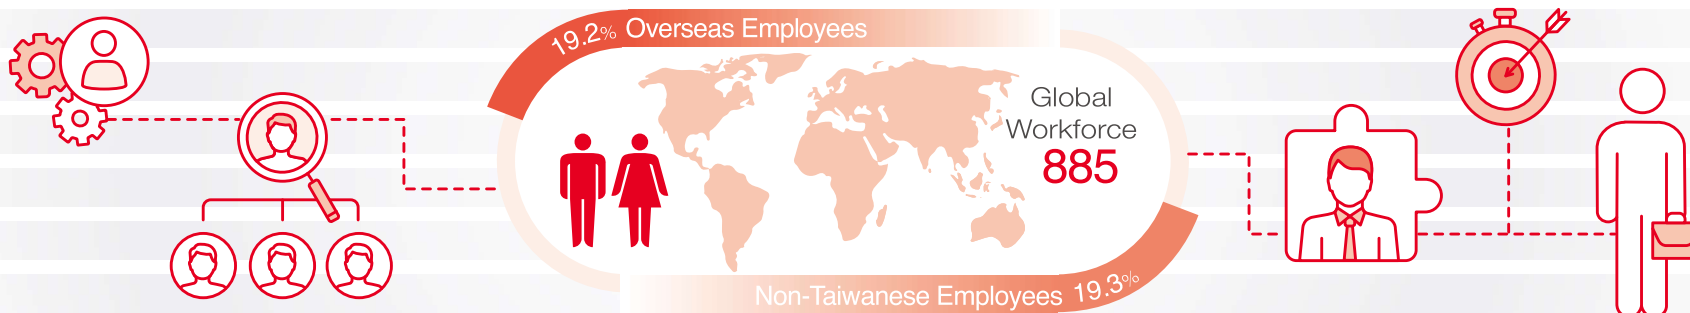 19.2% Overseas Employees
Global
Workforce
885
Non-Taiwanese Employees 19.3%